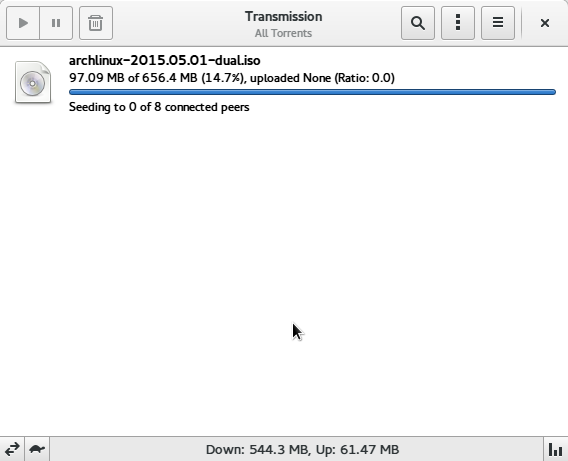 Transmission
All Torrents
archlinux-2015.05.01-dual.iso
97.09 MB of 656.4 MB (14.7%), uploaded None (Ratio: 0.0)
Seeding to 0 of 8 connected peers
Down: 544.3 MB, Up: 61.47 MB